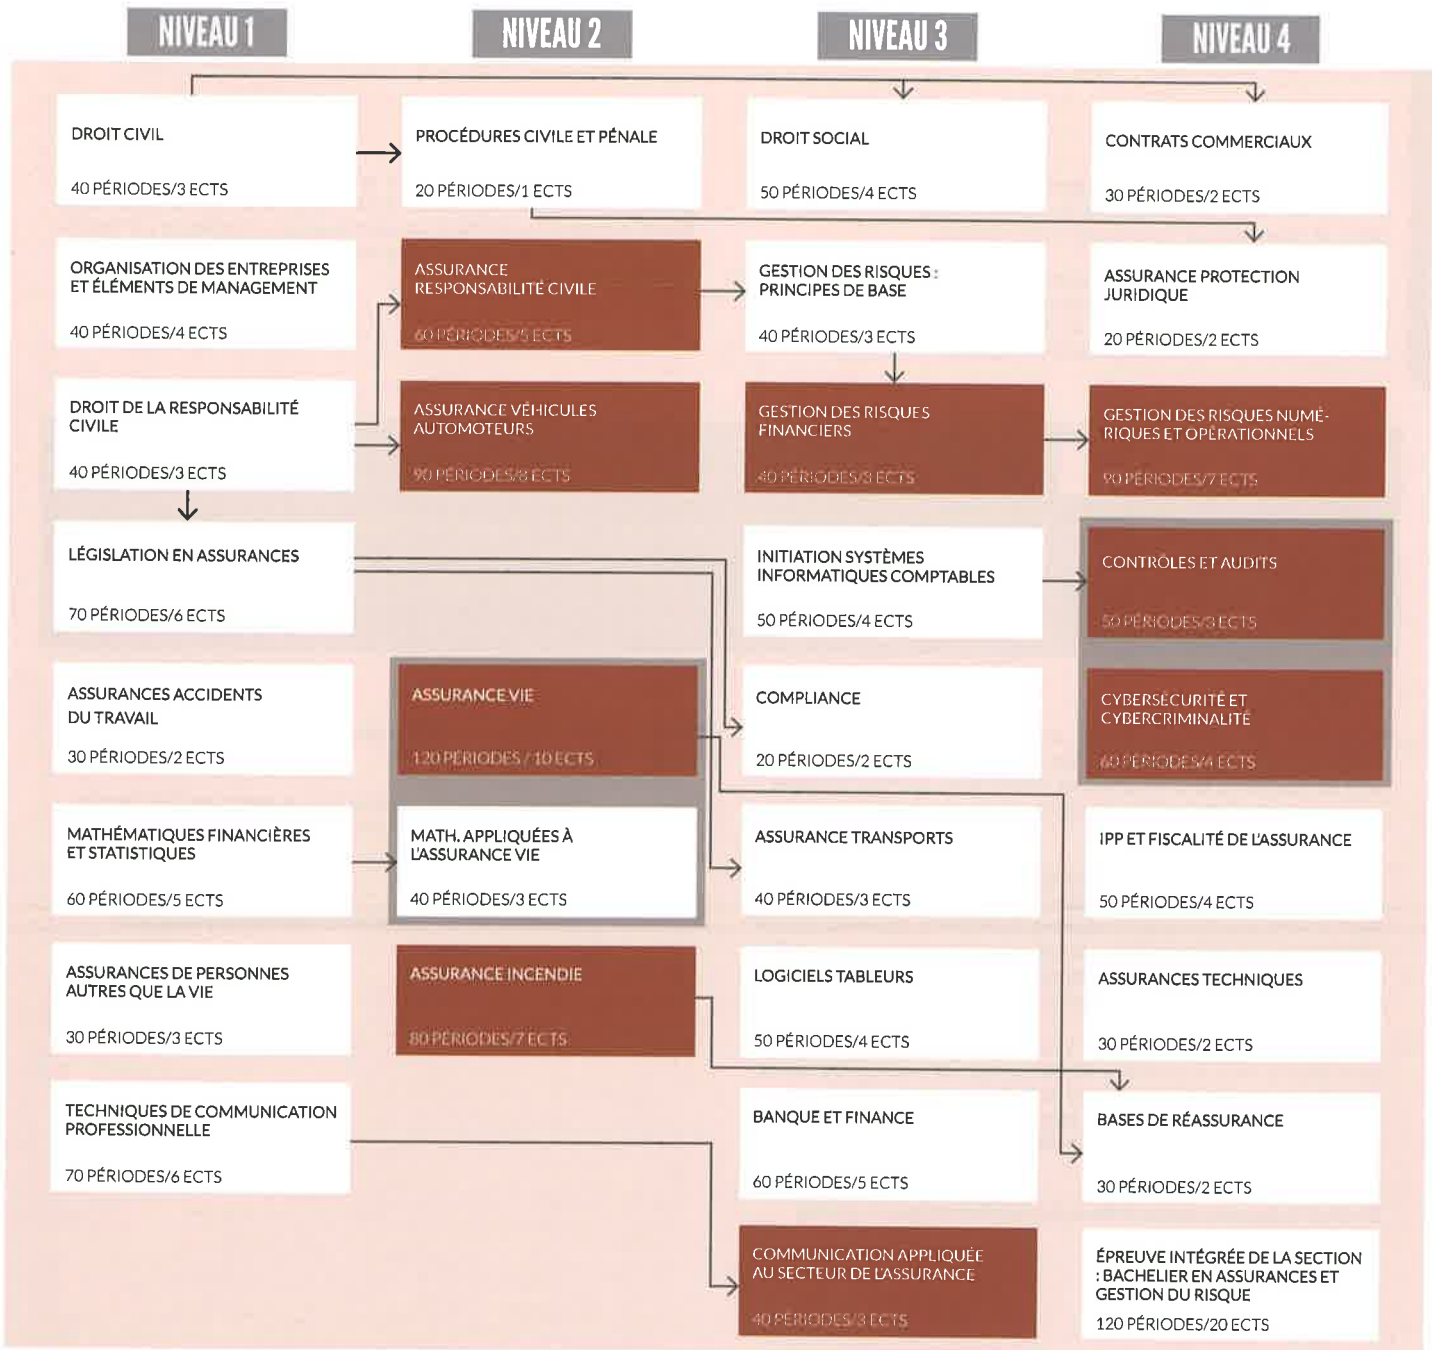 NIVEAU 1
NIVEAU 2
NIVEAU 3
NIVEAU 4
DROIT CIVIL
40 PÉRIODES/3 ECTS
PROCÉDURES CIVILE ET PÉNALE
20 PÉRIODES/1 ECTS
DROIT SOCIAL
50 PÉRIODES/4 ECTS
CONTRATS COMMERCIAUX
30 PÉRIODES/2 ECTS
ORGANISATION DES ENTREPRISES
ET ÉLÉMENTS DE MANAGEMENT
40 PÉRIODES/4 ECTS
ASSURANCE
RESPONSABILITÉ CIVILE
60 PÉRIODES/5 ECTS
GESTION DES RISQUES :
PRINCIPES DE BASE
40 PÉRIODES/3 ECTS
ASSURANCE PROTECTION
JURIDIQUE
20 PÉRIODES/2 ECTS
DROIT DE LA RESPONSABILITÉ
CIVILE
40 PÉRIODES/3 ECTS
ASSURANCE VÉHICULES
AUTOMOTEURS
90 PÉRIODES/8 ECTS
GESTION DES RISQUES
FINANCIERS
40 PÉRIODES/3 ECTS
GESTION DES RISQUES NUMÉ-
RIQUES ET OPÉRATIONNELS
90 PÉRIODES/7 ECTS
LÉGISLATION EN ASSURANCES
70 PÉRIODES/6 ECTS
INITIATION SYSTÈMES
INFORMATIQUES COMPTABLES
50 PÉRIODES/4 ECTS
CONTRÔLES ET AUDITS
50 PÉRIODES/3 ECTS
ASSURANCES ACCIDENTS
DU TRAVAIL
30 PÉRIODES/2 ECTS
ASSURANCE VIE
120 PÉRIODES / 10 ECTS
COMPLIANCE
20 PÉRIODES/2 ECTS
CYBERSÉCURITÉ ET
CYBERCRIMINALITÉ
60 PÉRIODES/4 ECTS
MATHÉMATIQUES FINANCIÈRES
ET STATISTIQUES
60 PÉRIODES/5 ECTS
MATH. APPLIQUÉES À
L'ASSURANCE VIE
40 PÉRIODES/3 ECTS
ASSURANCE TRANSPORTS
40 PÉRIODES/3 ECTS
IPP ET FISCALITÉ DE L'ASSURANCE
50 PÉRIODES/4 ECTS
ASSURANCES DE PERSONNES
AUTRES QUE LA VIE
30 PÉRIODES/3 ECTS
ASSURANCE INCENDIE
80 PÉRIODES/7 ECTS
LOGICIELS TABLEURS
50 PÉRIODES/4 ECTS
ASSURANCES TECHNIQUES
30 PÉRIODES/2 ECTS
TECHNIQUES DE COMMUNICATION
PROFESSIONNELLE
70 PÉRIODES/6 ECTS
BANQUE ET FINANCE
60 PÉRIODES/5 ECTS
BASES DE RÉASSURANCE
30 PÉRIODES/2 ECTS
COMMUNICATION APPLIQUÉE
AU SECTEUR DE L'ASSURANCE
40 PÉRIODES/3 ECTS
ÉPREUVE INTÉGRÉE DE LA SECTION
: BACHELIER EN ASSURANCES ET
GESTION DU RISQUE
120 PÉRIODES/20 ECTS